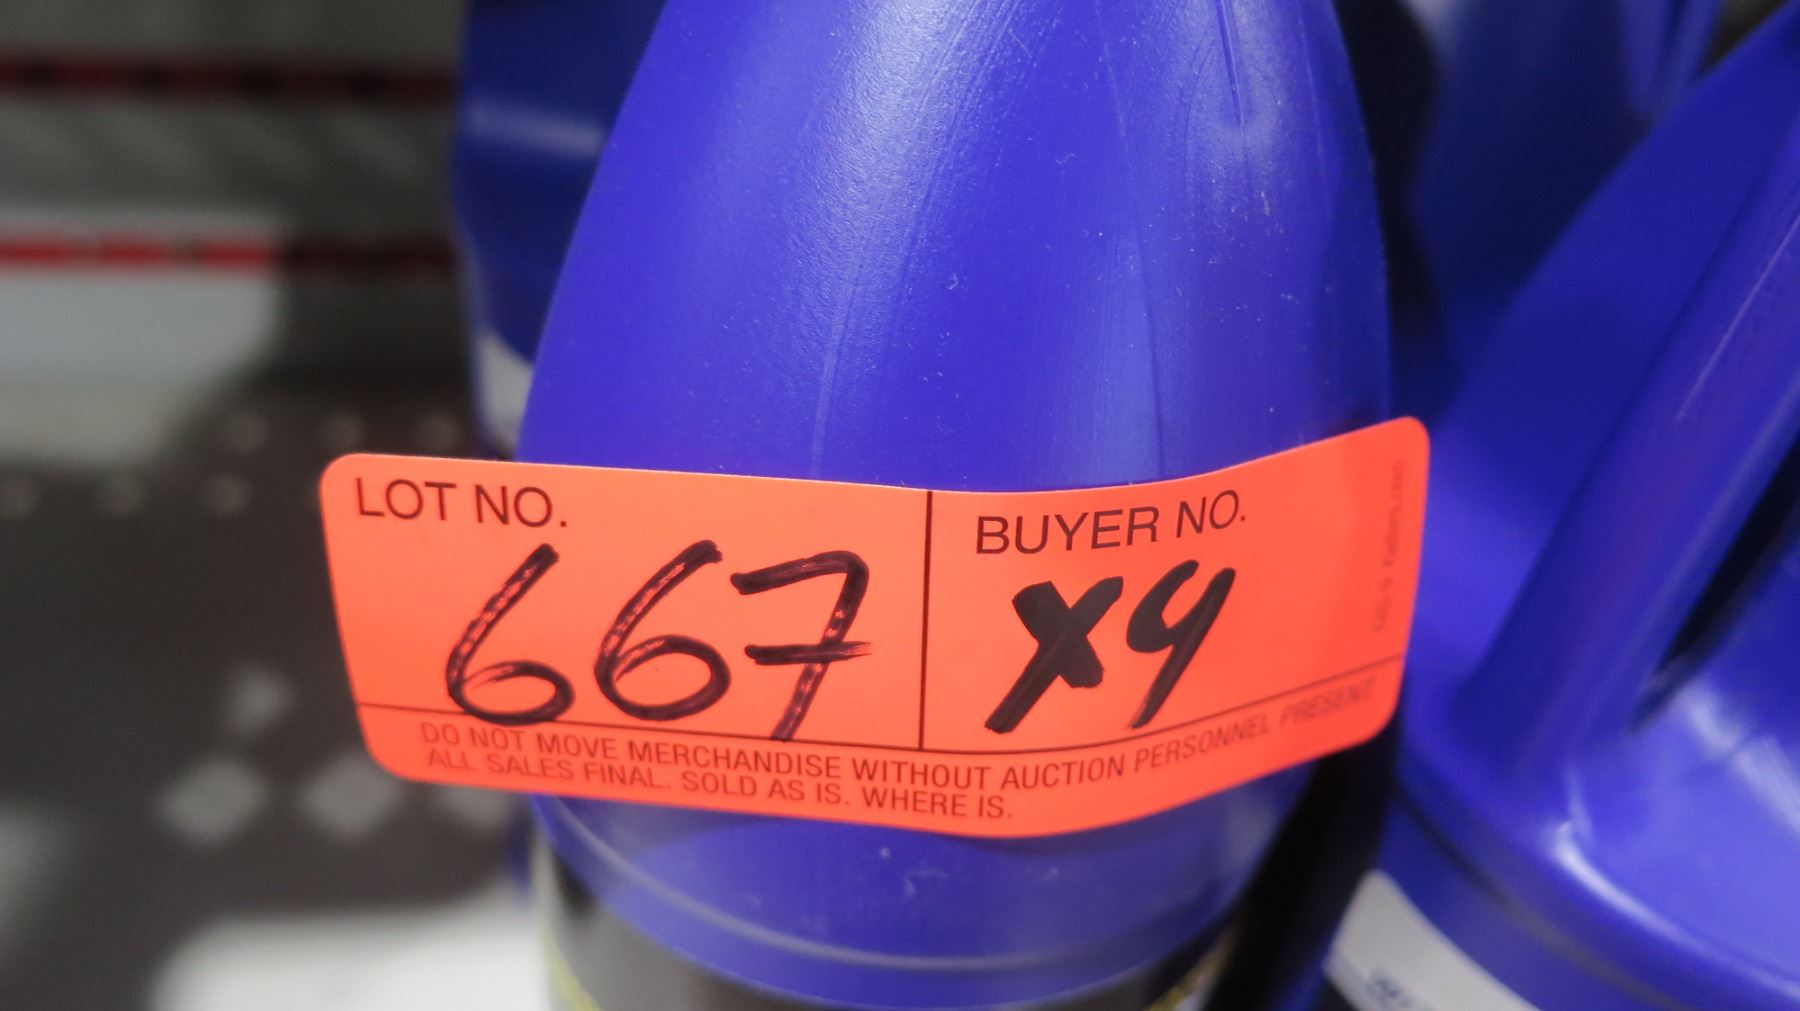 LOT NO.
667
BUYER NO.
X9
DO NOT MOVE MERCHANDISE WITHOUT AUCTION PERSONNEL PRESENT
ALL SALES FINAL. SOLD AS IS. WHERE IS.